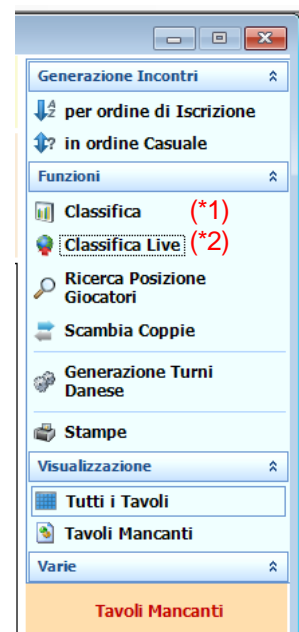 Generazione Incontri
per ordine di Iscrizione
in ordine Casuale
Funzioni
Classifica (*1)
Classifica Live (*2)
Ricerca Posizione
Giocatori
Scambia Coppie
Generazione Turni
Danese
Stampe
Visualizzazione
Tutti i Tavoli
Tavoli Mancanti
Varie
Tavoli Mancanti